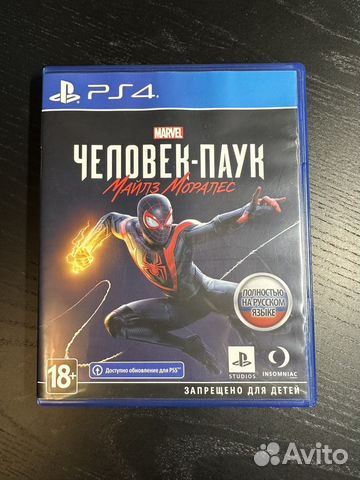 PS4
MARVEL
ЧЕЛОВЕК-ПАУК
МАЙЛЗ МОРАЛЕС
ПОЛНОСТЬЮ
НА РУССКОМ
ЯЗЫКЕ
18+
Доступно обновление для PS5
PlayStation
STUDIOS
INSOMNIAC
ЗАПРЕЩЕНО ДЛЯ ДЕТЕЙ
Avito